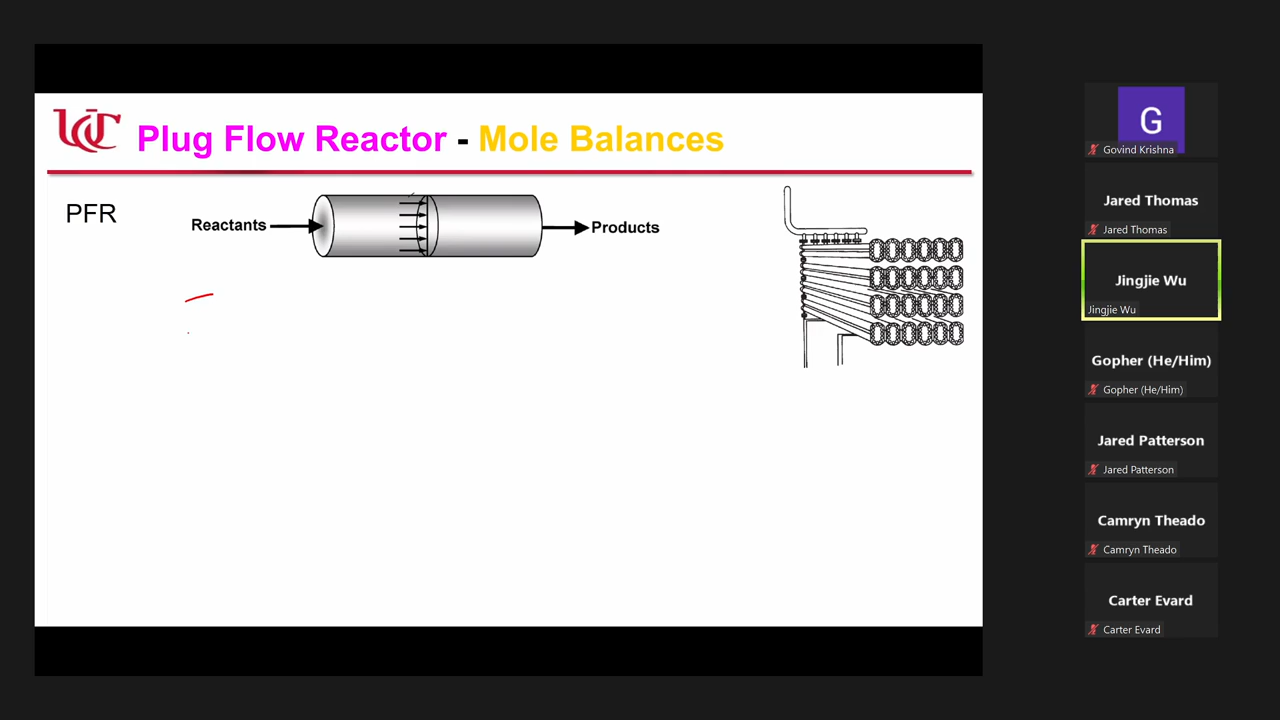 UC
Plug Flow Reactor - Mole Balances
PFR
Reactants
Products
G
Govind Krishna
Jared Thomas
Jared Thomas
Jingjie Wu
Jingjie Wu
Gopher (He/Him)
Gopher (He/Him)
Jared Patterson
Jared Patterson
Camryn Theado
Camryn Theado
Carter Evard
Carter Evard